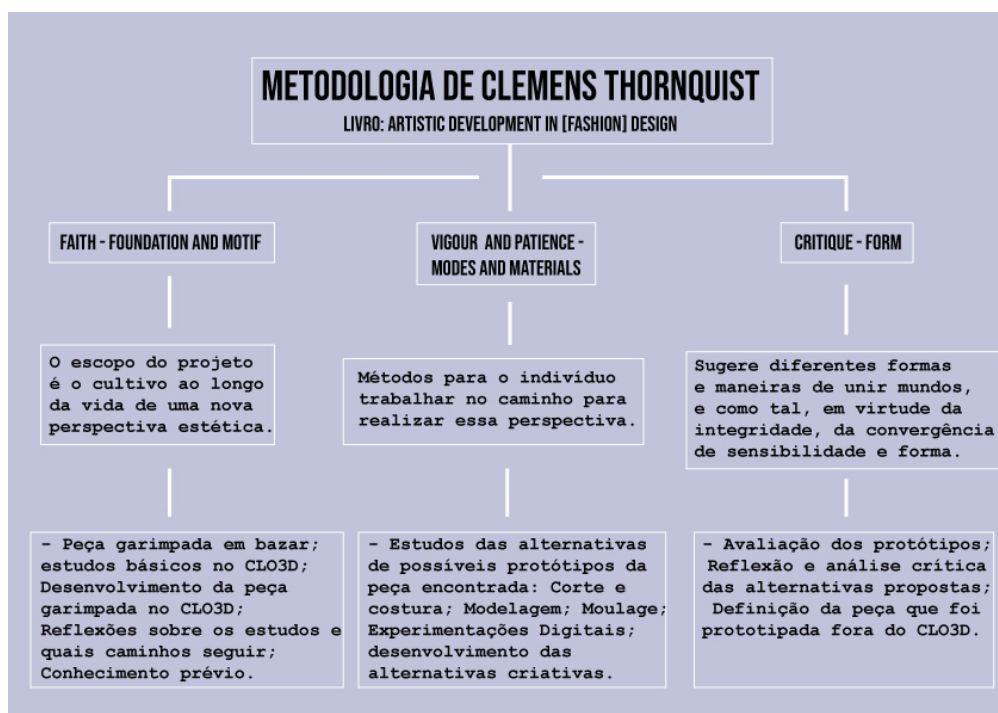 METODOLOGIA DE CLEMENS THORNQUIST
LIVRO: ARTISTIC DEVELOPMENT IN [FASHION] DESIGN
FAITH - FOUNDATION AND MOTIF
VIGOUR AND PATIENCE -
MODES AND MATERIALS
CRITIQUE - FORM
O escopo do projeto
é o cultivo ao longo
da vida de uma nova
perspectiva estética.
Métodos para o indivíduo
trabalhar no caminho para
realizar essa perspectiva.
Sugere diferentes formas
e maneiras de unir mundos,
e como tal, em virtude da
integridade, da convergência
de sensibilidade e forma.
- Peça garimpada em bazar;
estudos básicos no CLO3D;
Desenvolvimento da peça
garimpada no CLO3D;
Reflexões sobre os estudos e
quais caminhos seguir;
Conhecimento prévio.
- Estudos das alternativas
de possíveis protótipos da
peça encontrada: Corte e
costura; Modelagem; Moulage;
Experimentações Digitais;
desenvolvimento das
alternativas criativas.
- Avaliação dos protótipos;
Reflexão e análise crítica
das alternativas propostas;
Definição da peça que foi
prototipada fora do CLO3D.